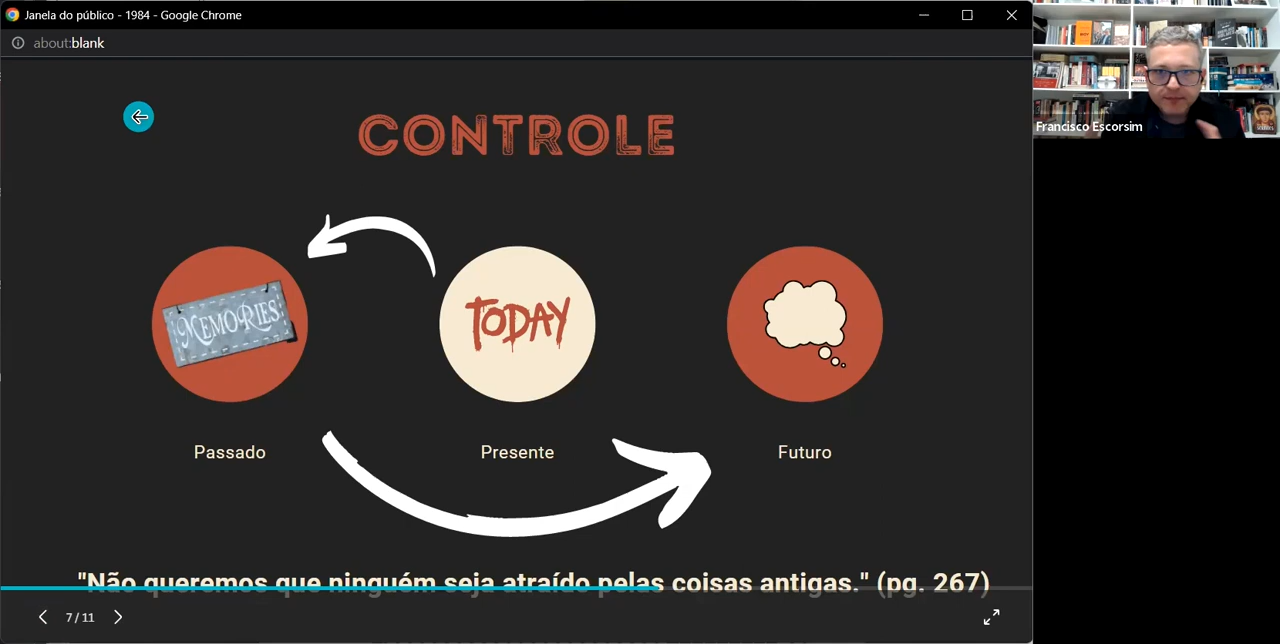 Janela do público - 1984 - Google Chrome
about:blank
CONTROLE
MEMORIES
TODAY
Passado
Presente
Futuro
"Não queremos que ninguém seja atraído pelas coisas antigas." (pg. 267)
7 / 11
Francisco Escorsim